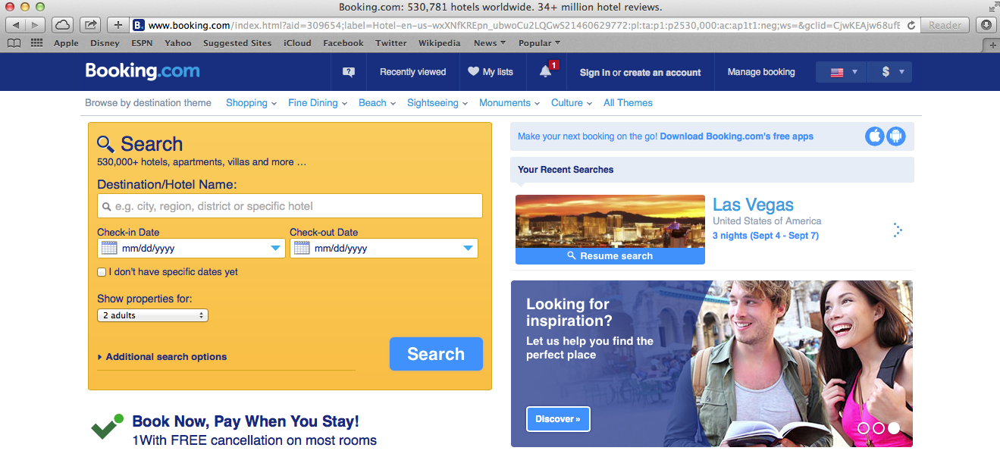 Booking.com: 530,781 hotels worldwide. 34+ million hotel reviews.
B. www.booking.com/index.html?aid=309654;label=Hotel-en-us-wxXNfKREpn_ubwoCu2LQGwS21460629772:pl:ta:p1:p2530,000:ac:ap1t1:neg;ws=&gclid=CjwKEAjw68ufE Reader
Apple Disney ESPN Yahoo Suggested Sites iCloud Facebook Twitter Wikipedia News Popular
Booking.com ? Recently viewed My lists 1 Sign in or create an account Manage booking $
Browse by destination theme Shopping Fine Dining Beach Sightseeing Monuments Culture All Themes
Search
530,000+ hotels, apartments, villas and more ...
Destination/Hotel Name:
e.g. city, region, district or specific hotel
Check-in Date Check-out Date
mm/dd/yyyy mm/dd/yyyy
I don't have specific dates yet
Show properties for:
2 adults
Additional search options
Search
Book Now, Pay When You Stay!
1With FREE cancellation on most rooms
Make your next booking on the go! Download Booking.com's free apps
Your Recent Searches
Las Vegas
United States of America
3 nights (Sept 4 - Sept 7)
Resume search
Looking for
inspiration?
Let us help you find the
perfect place
Discover »